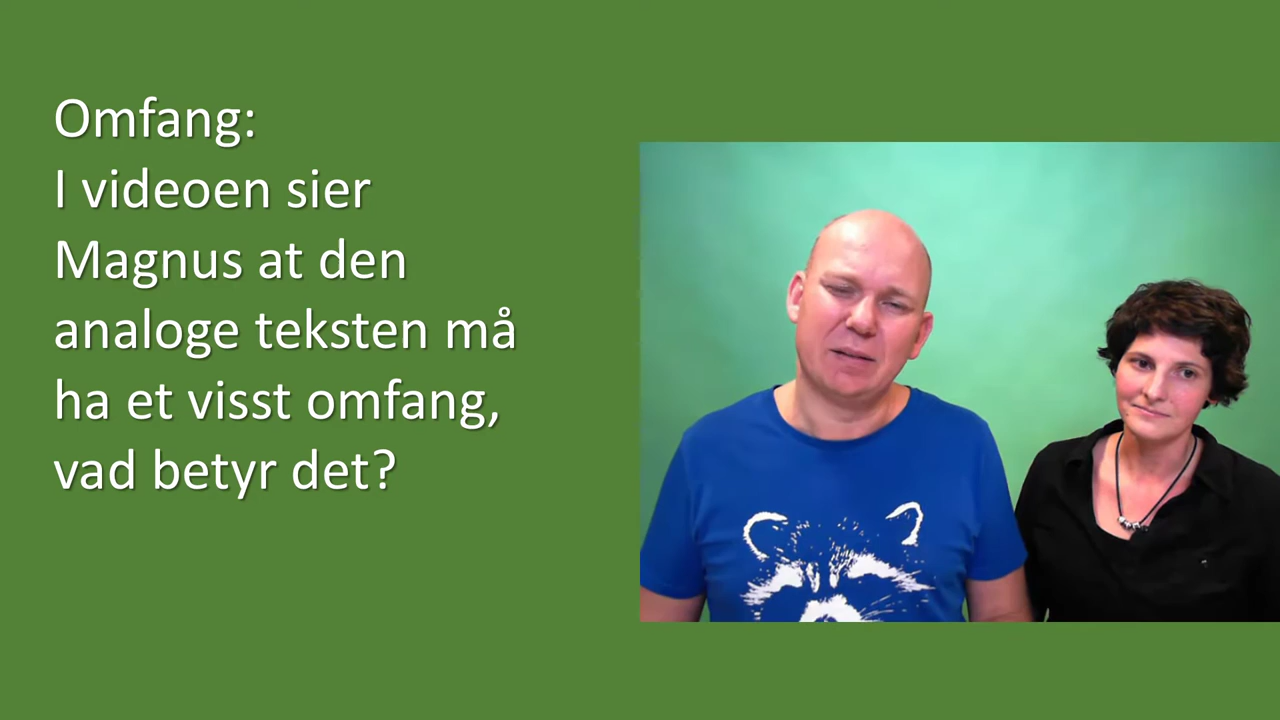 Omfang:
I videoen sier
Magnus at den
analoge teksten må
ha et visst omfang,
vad betyr det?